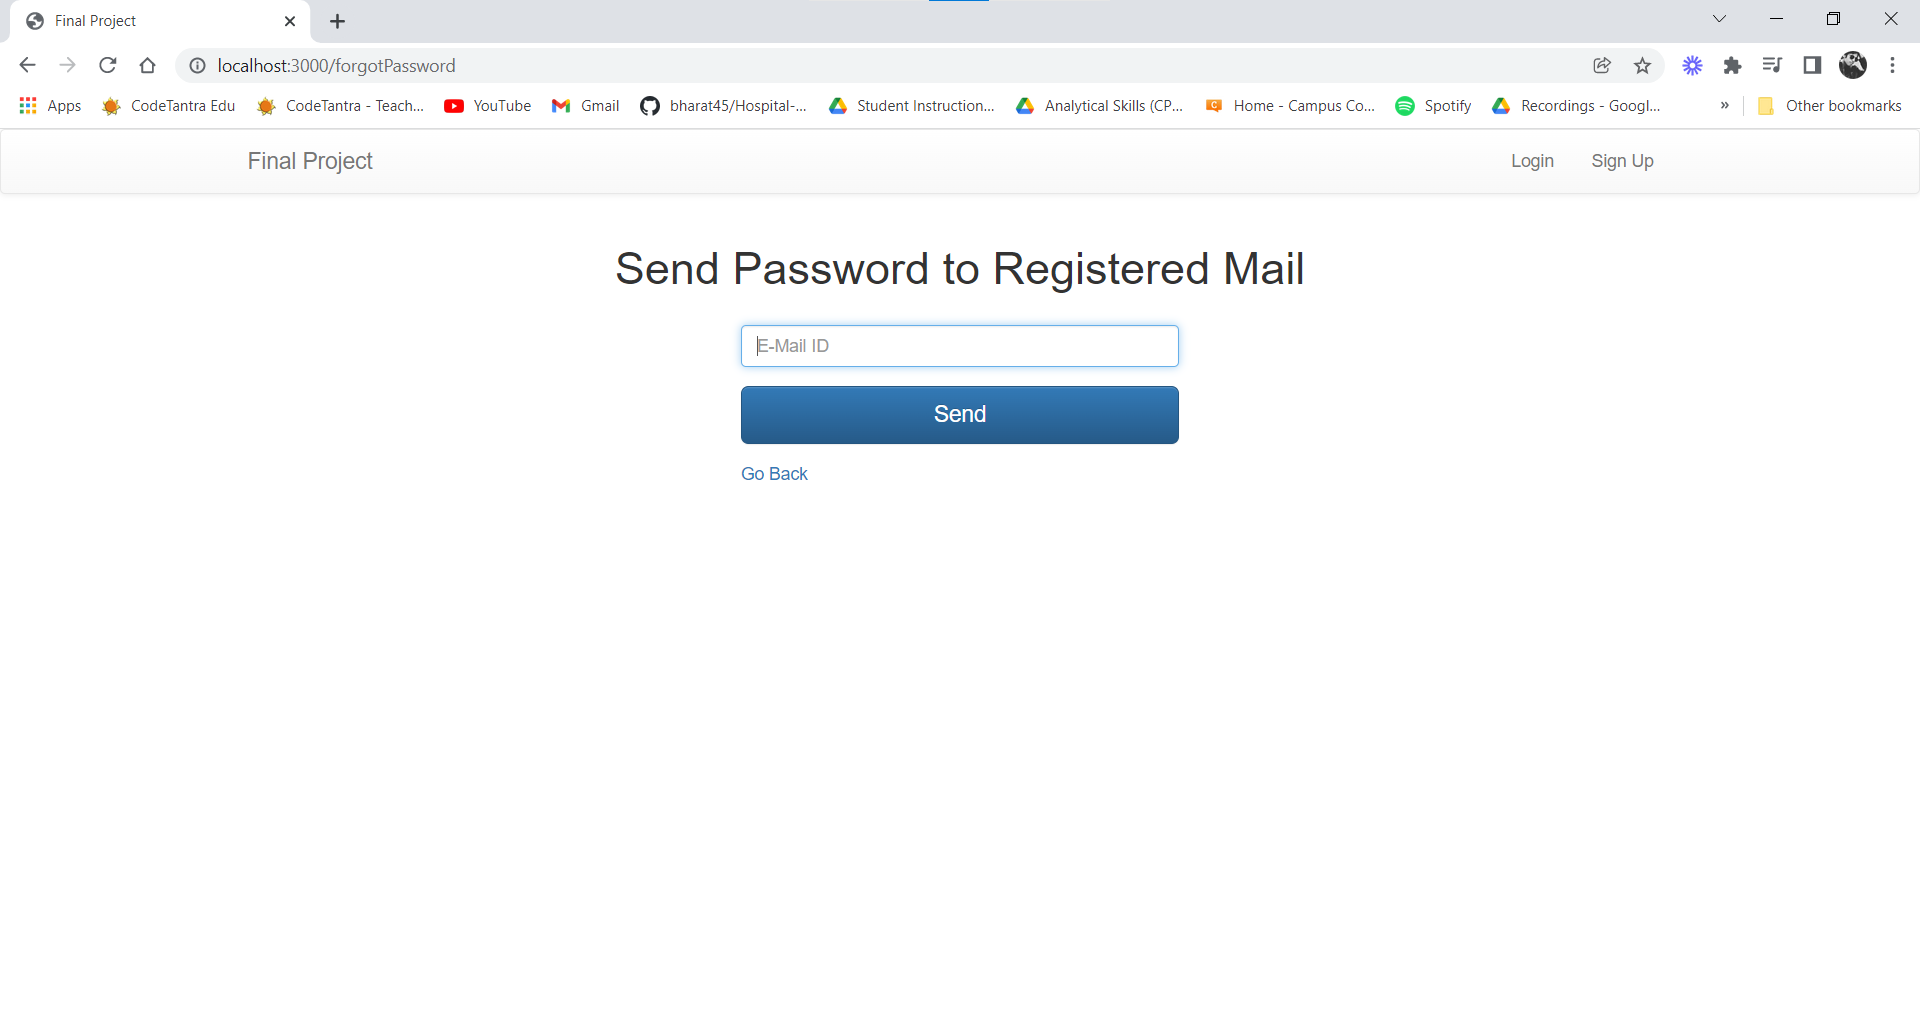 Final Project
localhost:3000/forgotPassword
Apps CodeTantra Edu CodeTantra - Teach... YouTube Gmail bharat45/Hospital-... Student Instruction... Analytical Skills (CP... Home - Campus Co... Spotify Recordings - Googl... » Other bookmarks
Final Project Login Sign Up
Send Password to Registered Mail
E-Mail ID
Send
Go Back